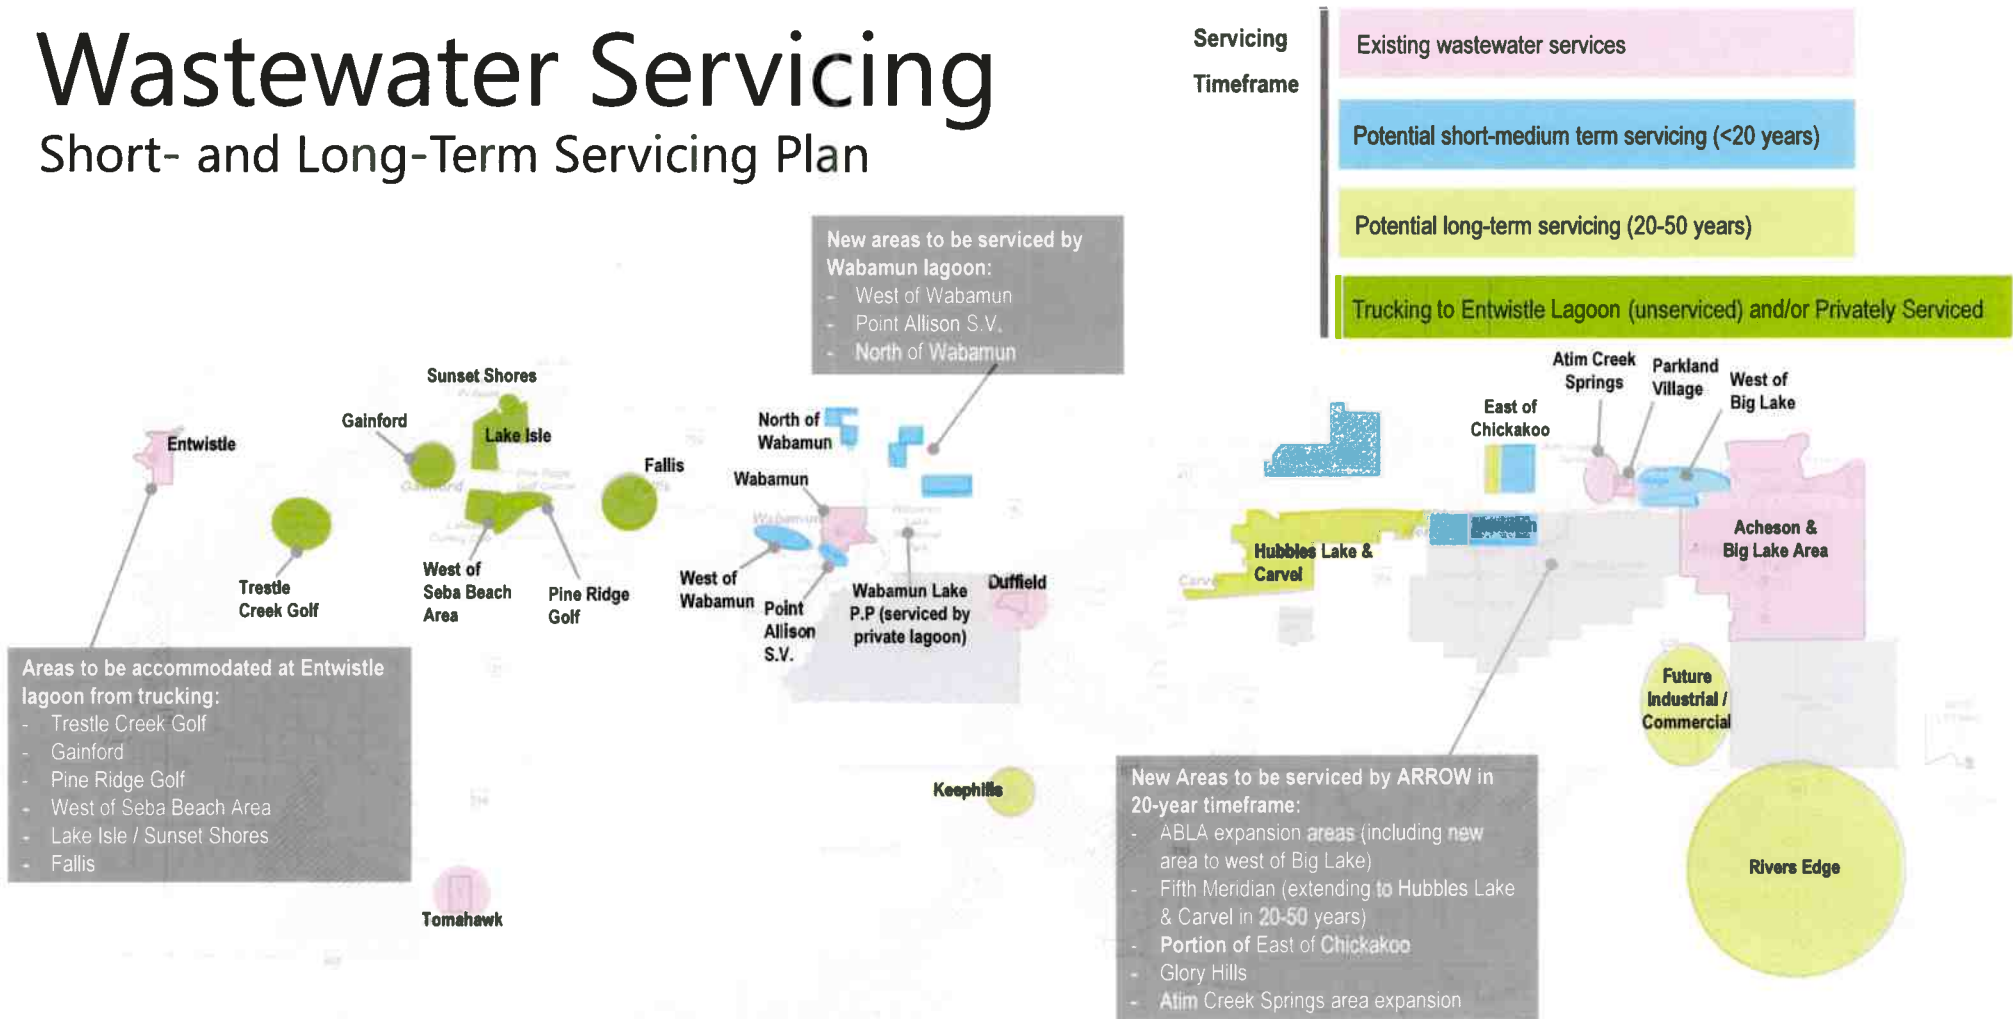 Wastewater Servicing
Short- and Long-Term Servicing Plan
Servicing
Timeframe
Existing wastewater services
Potential short-medium term servicing (<20 years)
Potential long-term servicing (20-50 years)
Trucking to Entwistle Lagoon (unserviced) and/or Privately Serviced
New areas to be serviced by
Wabamun lagoon:
- West of Wabamun
- Point Allison S.V.
- North of Wabamun
Entwistle
Gainford
Sunset Shores
Lake Isle
Fallis
Trestle
Creek Golf
West of
Seba Beach
Area
Pine Ridge
Golf
North of
Wabamun
Wabamun
Wabamun
West of
Wabamun
Point
Allison
S.V.
Wabamun Lake
P.P (serviced by
private lagoon)
Duffield
Keephills
Tomahawk
Atim Creek
Springs
Parkland
Village
West of
Big Lake
East of
Chickakoo
Hubbles Lake &
Carvel
Acheson &
Big Lake Area
Future
Industrial /
Commercial
Rivers Edge
Areas to be accommodated at Entwistle
lagoon from trucking:
- Trestle Creek Golf
- Gainford
- Pine Ridge Golf
- West of Seba Beach Area
- Lake Isle / Sunset Shores
- Fallis
New Areas to be serviced by ARROW in
20-year timeframe:
- ABLA expansion areas (including new
area to west of Big Lake)
- Fifth Meridian (extending to Hubbles Lake
& Carvel in 20-50 years)
- Portion of East of Chickakoo
- Glory Hills
- Atim Creek Springs area expansion